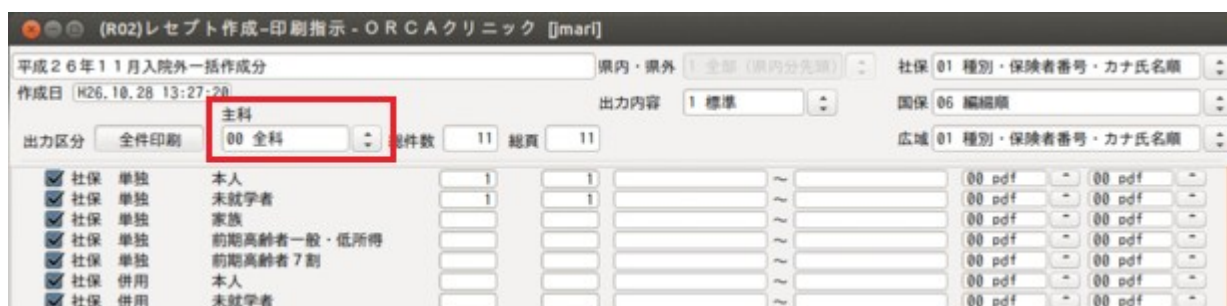 (R02)レセプト作成-印刷指示 - ORCAクリニック [jmari]
平成26年11月入院外一括作成分 県内・県外 1 全部(県内分先頭) 社保 01 種別・保険者番号・カナ氏名順
作成日 H26.10.28 13:27:20 出力内容 1 標準 国保 06 編綴順
主科
出力区分 全件印刷 00 全科 総件数 11 総頁 11 広域 01 種別・保険者番号・カナ氏名順
社保 単独 本人 1 1 ~ 00 pdf 00 pdf
社保 単独 未就学者 1 1 ~ 00 pdf 00 pdf
社保 単独 家族 ~ 00 pdf 00 pdf
社保 単独 前期高齢者一般・低所得 ~ 00 pdf 00 pdf
社保 単独 前期高齢者7割 ~ 00 pdf 00 pdf
社保 併用 本人 ~ 00 pdf 00 pdf
社保 併用 未就学者 ~ 00 pdf 00 pdf